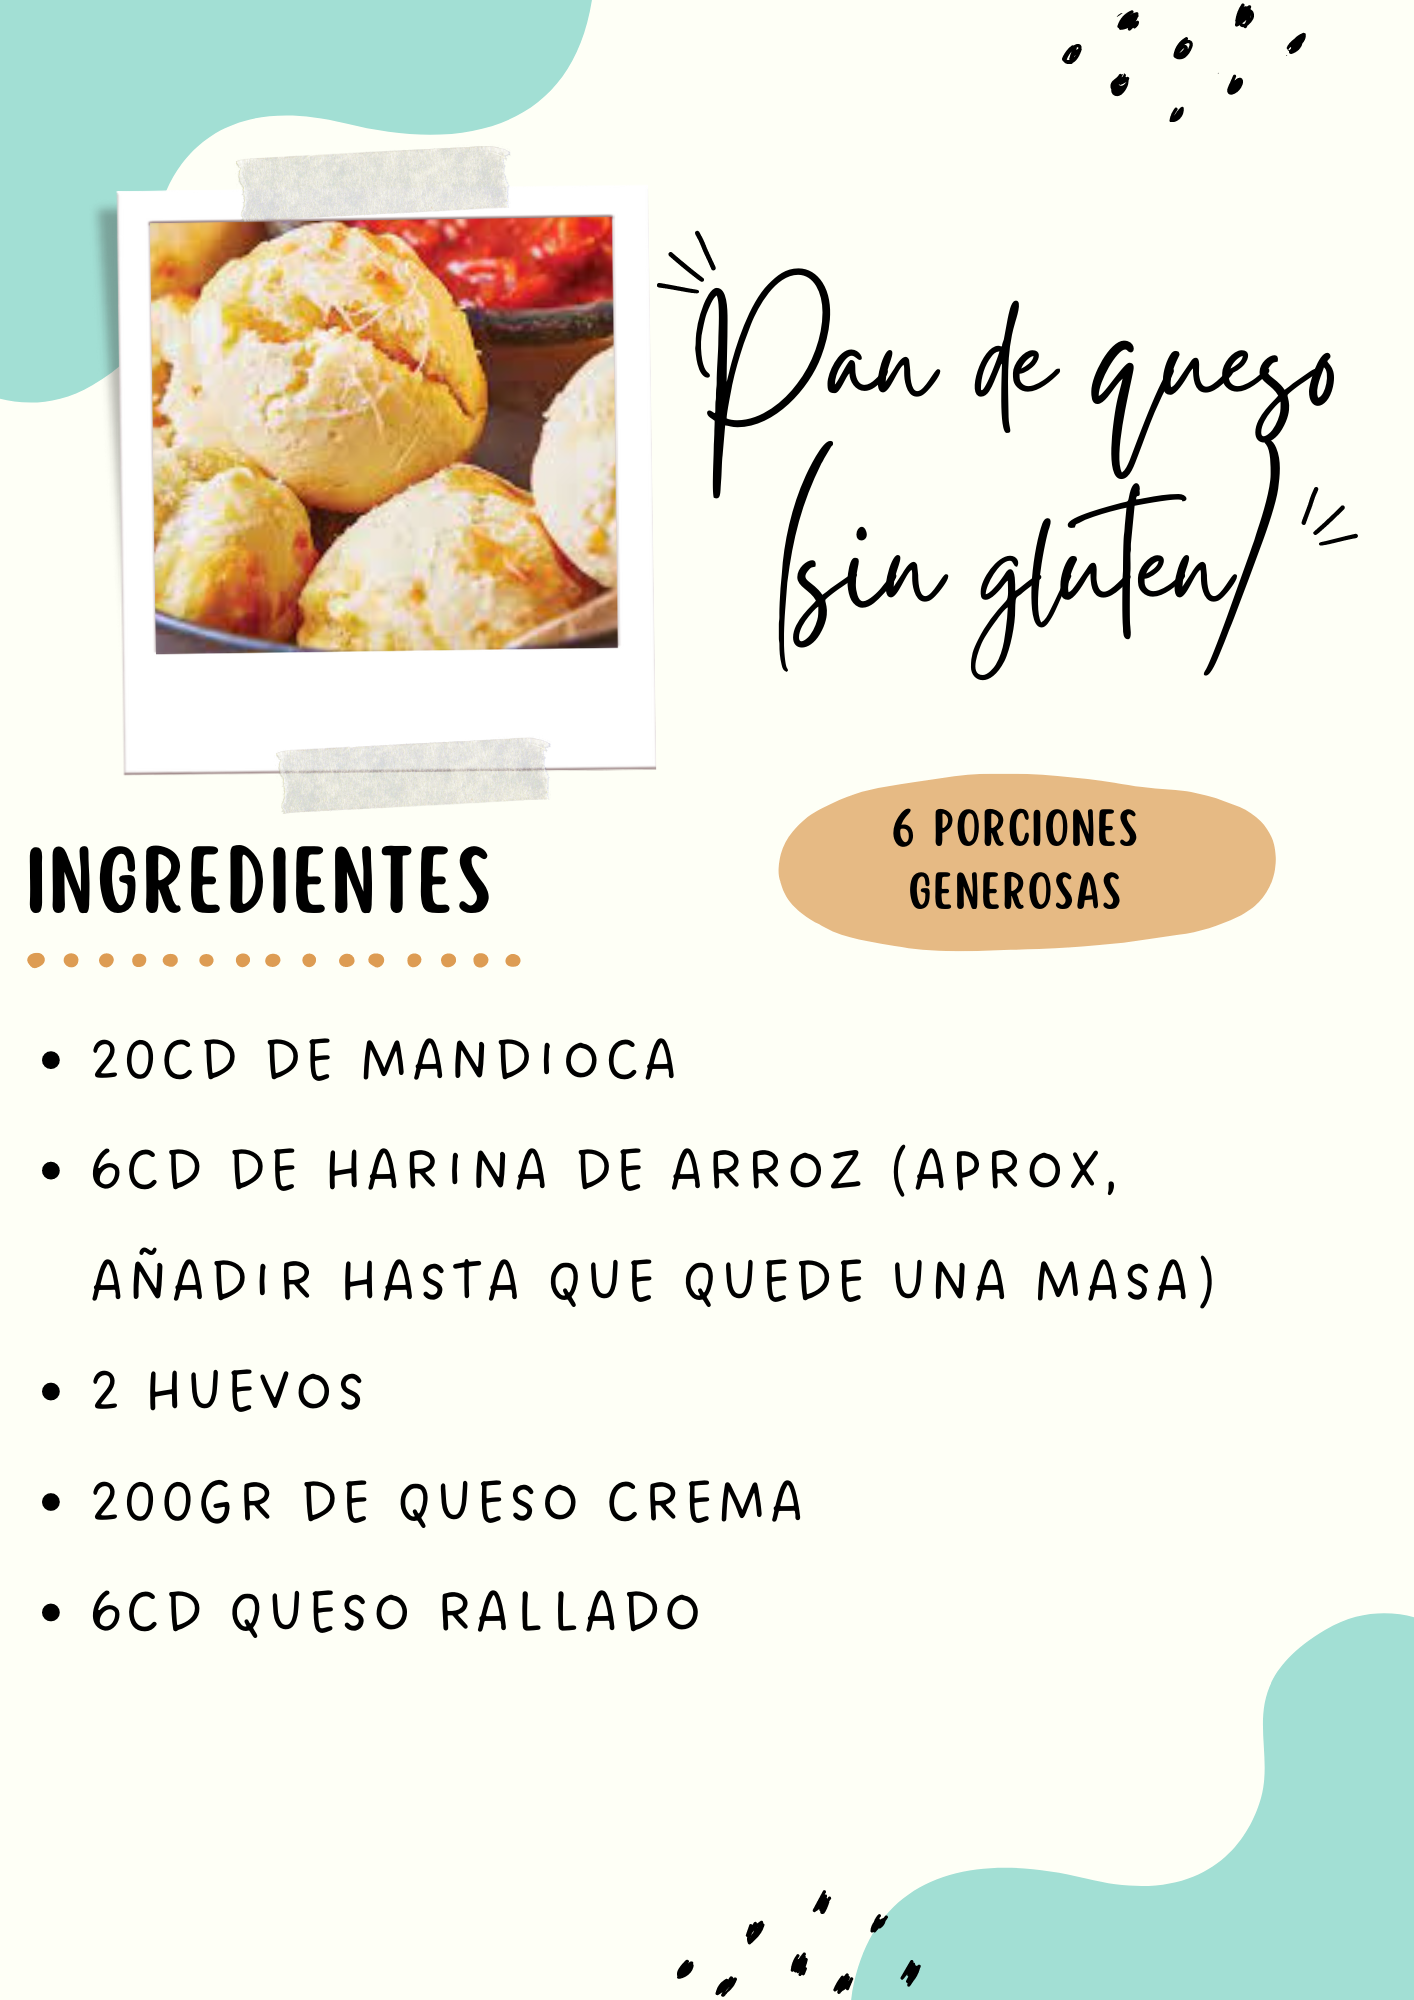 Pan de queso
(sin gluten)
6 PORCIONES
GENEROSAS
INGREDIENTES
• 20CD DE MANDIOCA
• 6CD DE HARINA DE ARROZ (APROX,
AÑADIR HASTA QUE QUEDE UNA MASA)
• 2 HUEVOS
• 200GR DE QUESO CREMA
• 6CD QUESO RALLADO